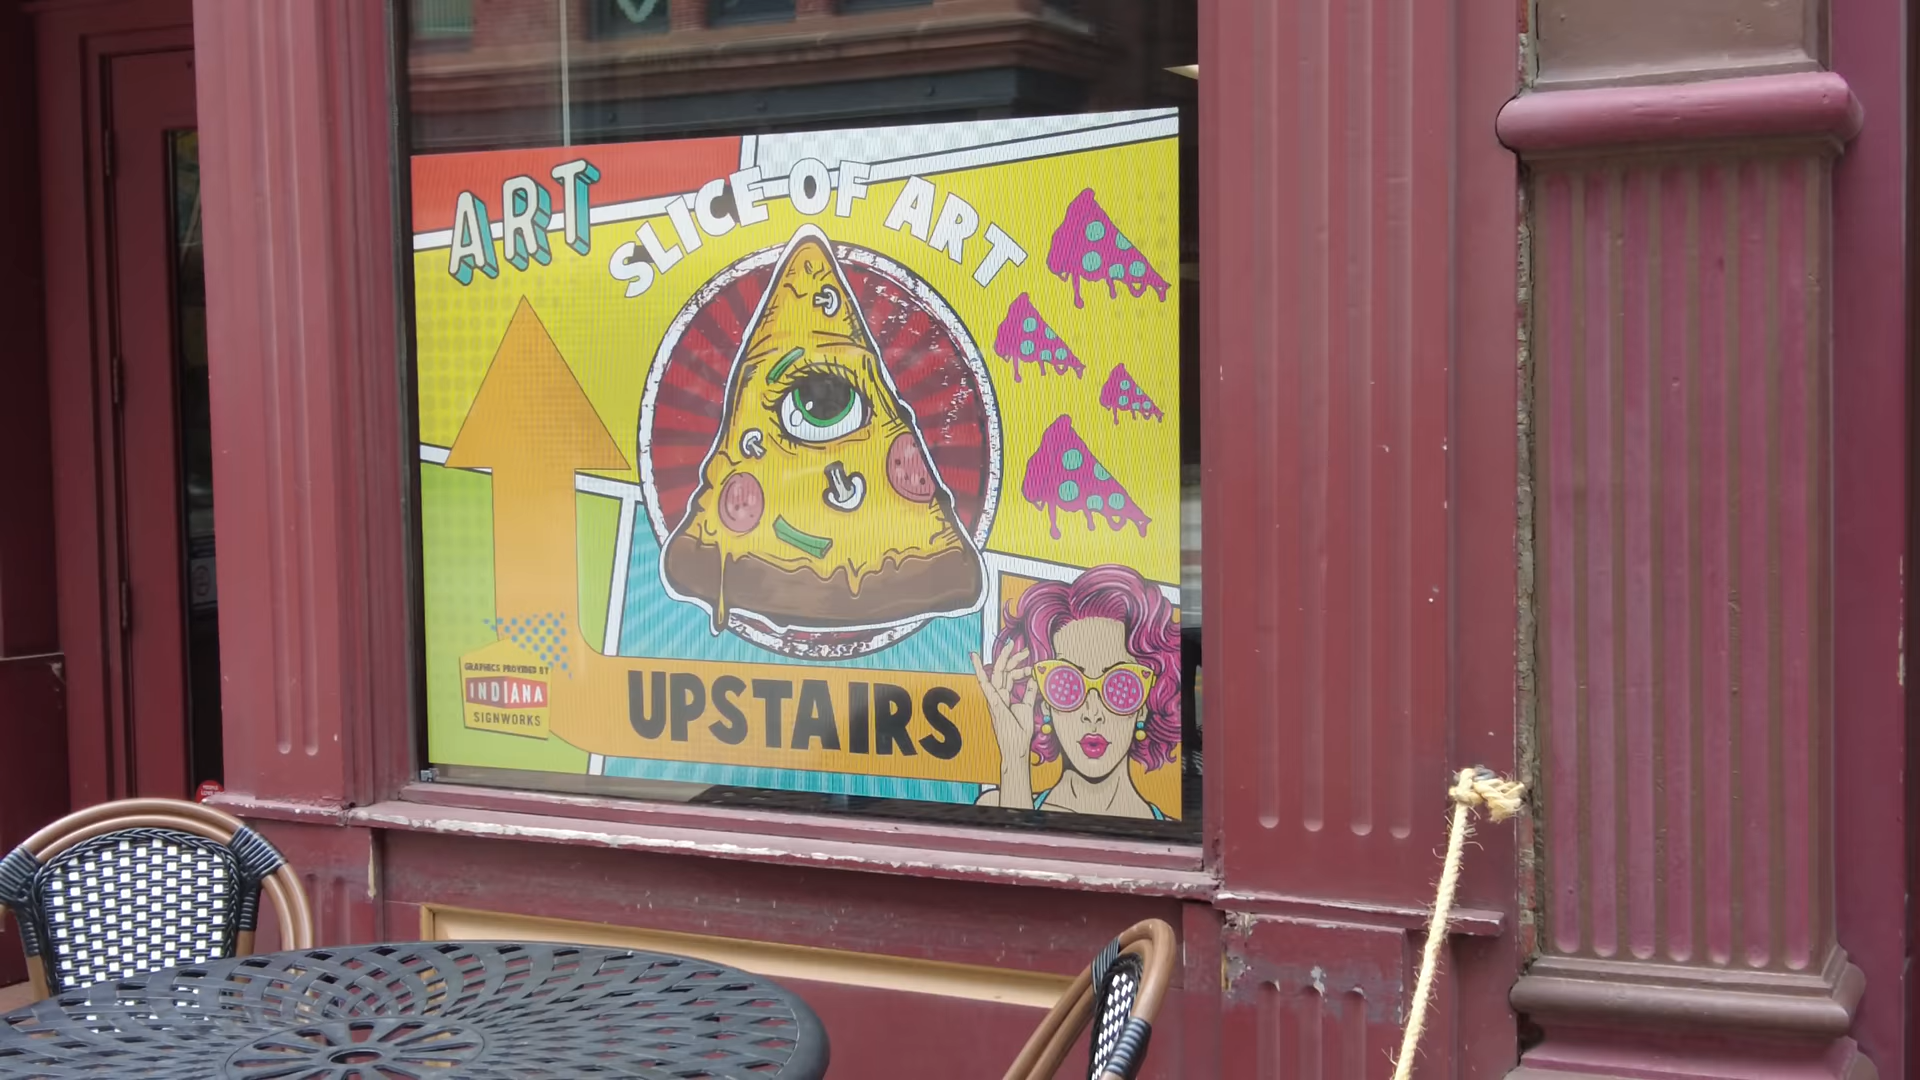 ART
SLICE OF ART
UPSTAIRS
GRAPHICS PROVIDED BY
INDIANA
SIGNWORKS